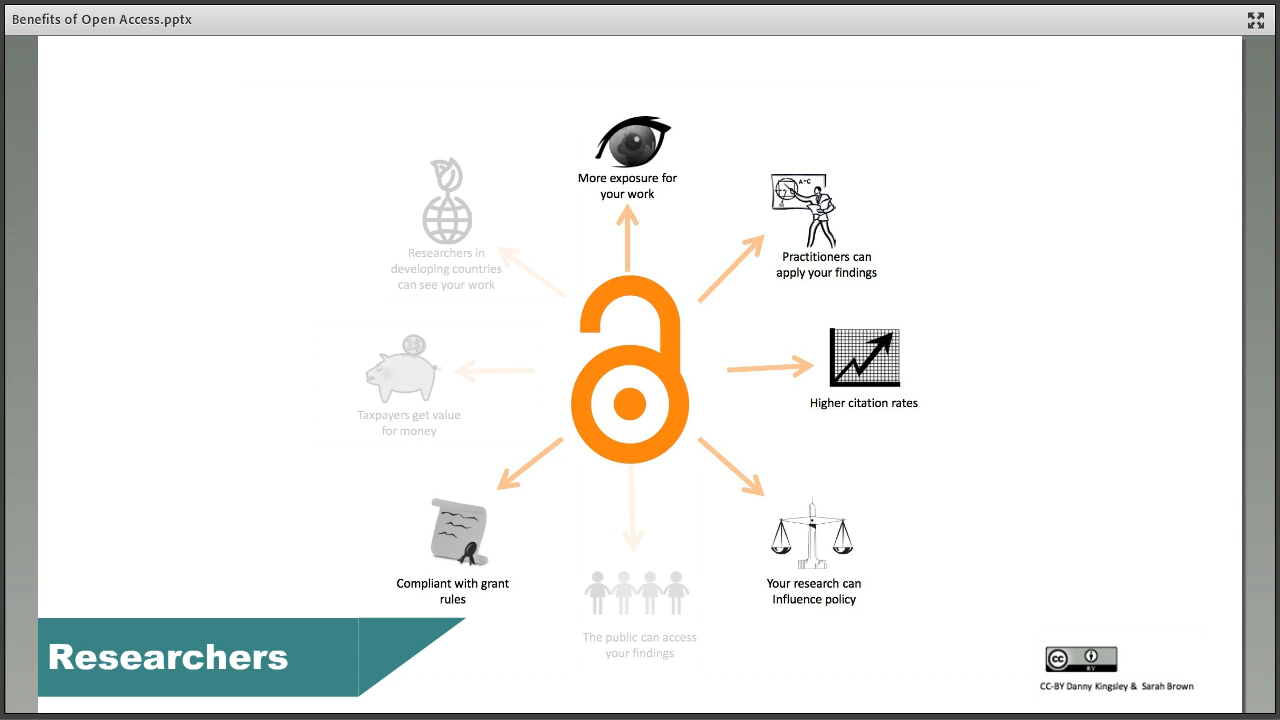 Benefits of Open Access.pptx
More exposure for
your work
A=C
Practitioners can
apply your findings
Researchers in
developing countries
can see your work
Higher citation rates
Taxpayers get value
for money
Your research can
Influence policy
Compliant with grant
rules
The public can access
your findings
Researchers
cc
BY
CC-BY Danny Kingsley & Sarah Brown